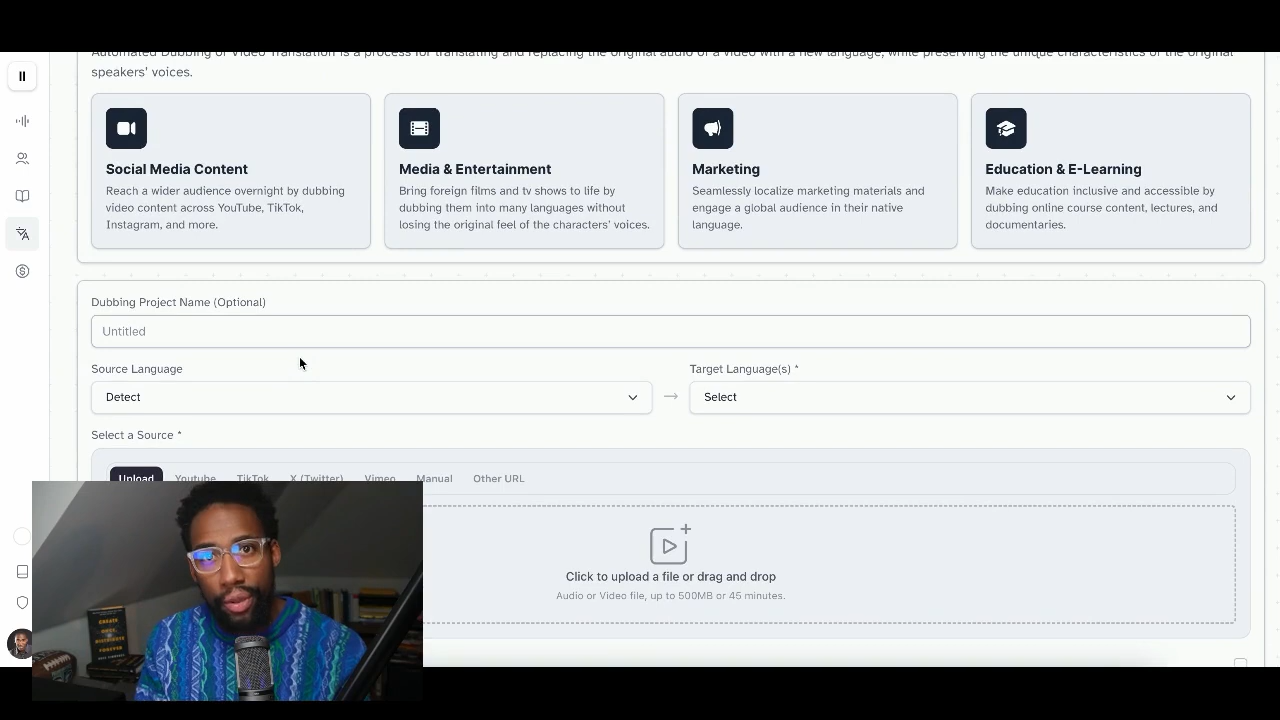 Automated Dubbing or Video Translation is a process for translating and replacing the original audio of a video with a new language, while preserving the unique characteristics of the original
speakers' voices.
Social Media Content
Reach a wider audience overnight by dubbing
video content across YouTube, TikTok,
Instagram, and more.
Media & Entertainment
Bring foreign films and tv shows to life by
dubbing them into many languages without
losing the original feel of the characters' voices.
Marketing
Seamlessly localize marketing materials and
engage a global audience in their native
language.
Education & E-Learning
Make education inclusive and accessible by
dubbing online course content, lectures, and
documentaries.
Dubbing Project Name (Optional)
Untitled
Source Language
Target Language(s) *
Detect
Select
Select a Source *
Upload Youtube TikTok X (Twitter) Vimeo Manual Other URL
Click to upload a file or drag and drop
Audio or Video file, up to 500MB or 45 minutes.
CREATE
ONCE,
DISTRIBUTE
FOREVER